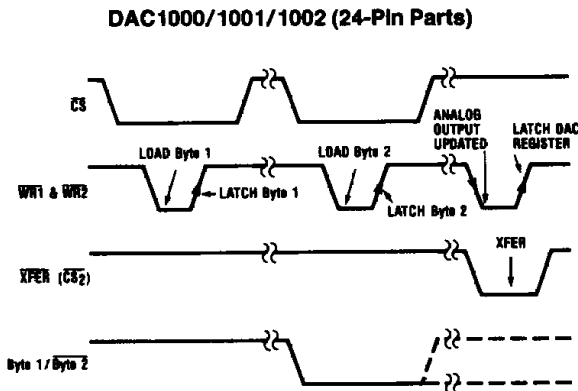 DAC1000/1001/1002 (24-Pin Parts)
CS
ANALOG
OUTPUT
UPDATED
LATCH DAC
REGISTER
LOAD Byte 1
LOAD Byte 2
WR1 & WR2
LATCH Byte 1
LATCH Byte 2
XFER
XFER (CS2)
Byte 1/Byte 2